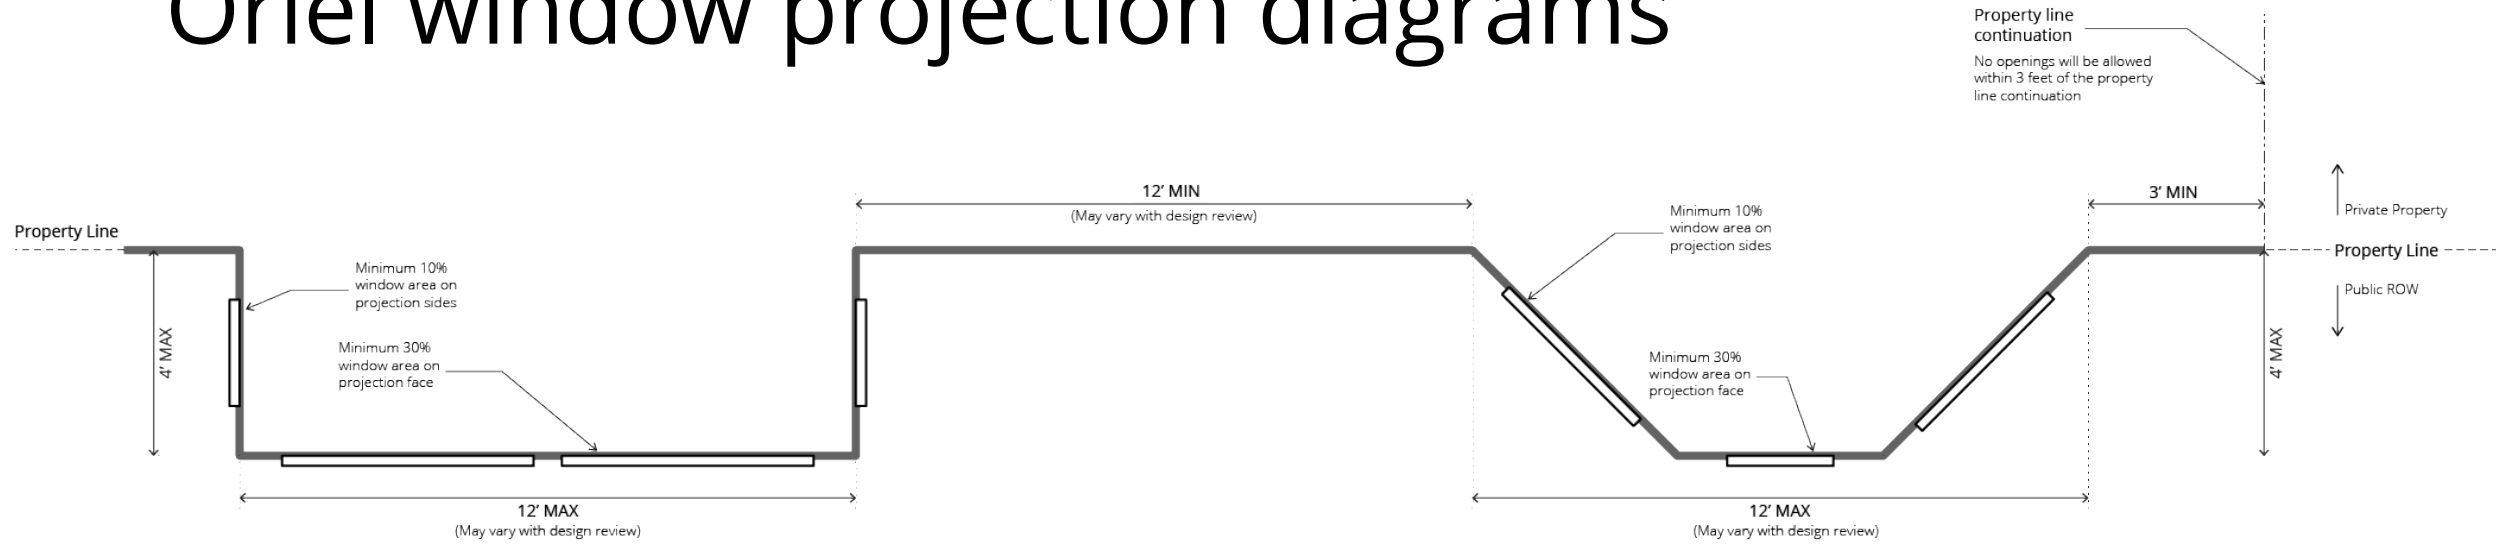 Oriel window projection diagrams
Property line
continuation
No openings will be allowed
within 3 feet of the property
line continuation
12’ MIN
(May vary with design review)
3’ MIN
Minimum 10%
window area on
projection sides
Private Property
Property Line
Property Line
Public ROW
Minimum 10%
window area on
projection sides
4’ MAX
Minimum 30%
window area on
projection face
Minimum 30%
window area on
projection face
4’ MAX
12’ MAX
(May vary with design review)
12’ MAX
(May vary with design review)